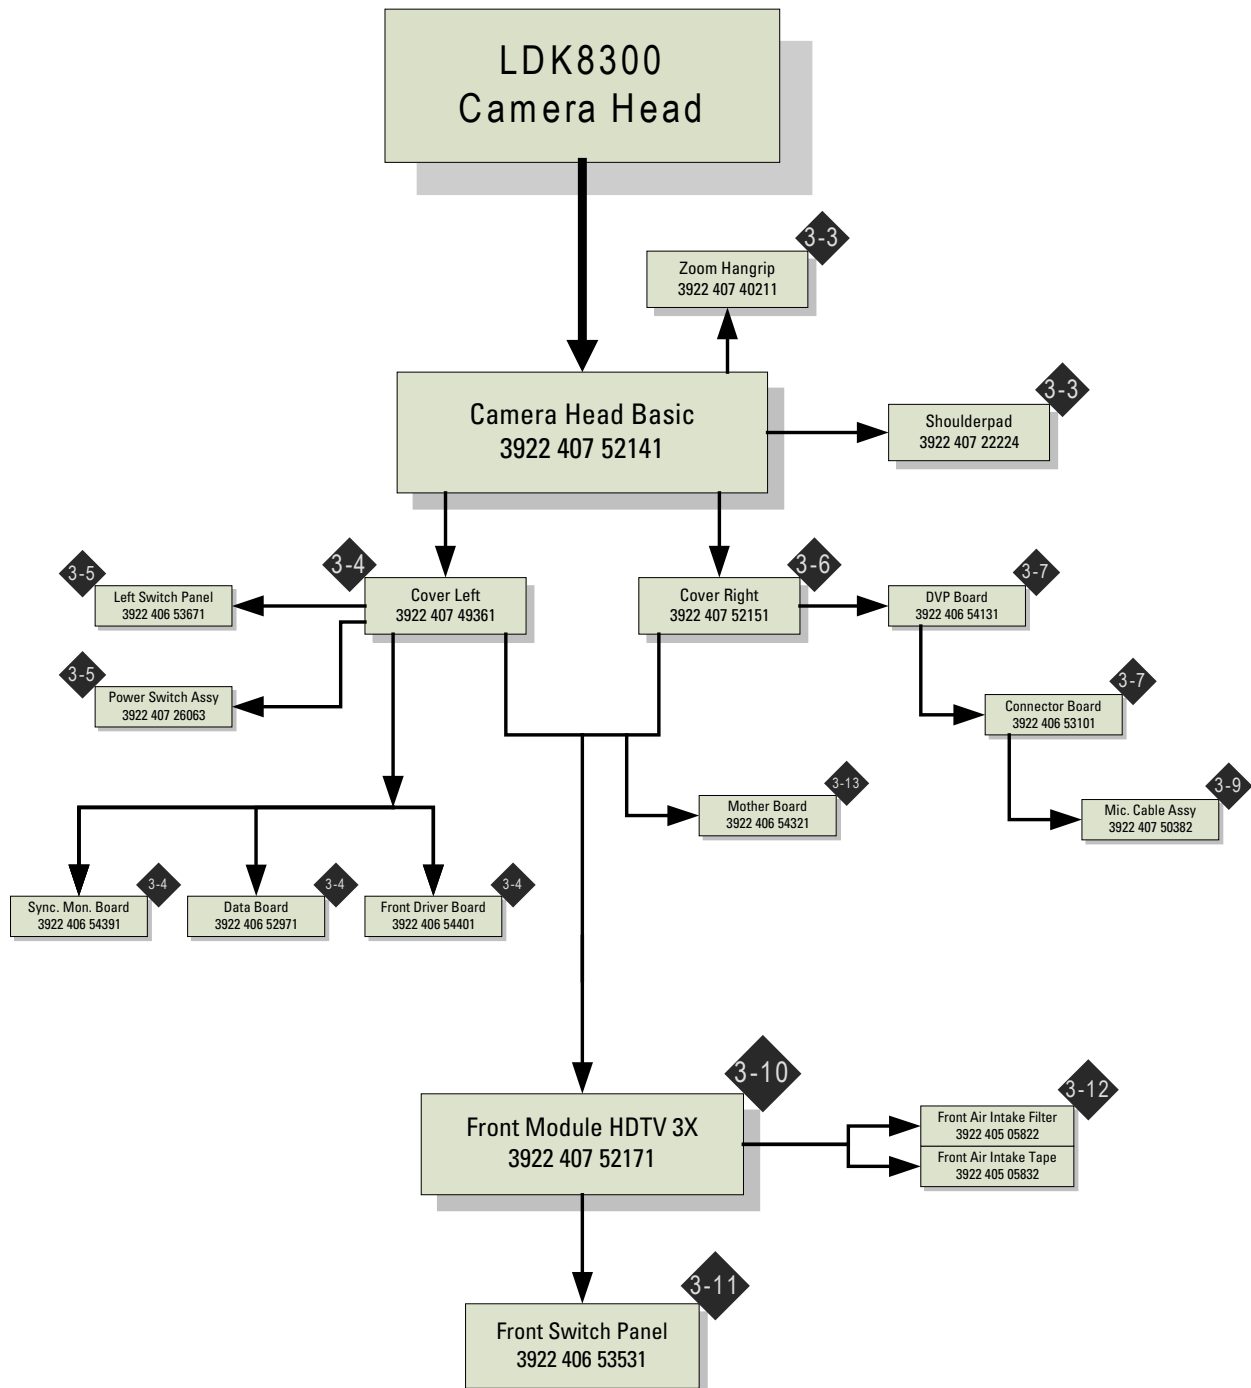 LDK8300
Camera Head
3-3
Zoom Hangrip
3922 407 40211
Camera Head Basic
3922 407 52141
3-3
Shoulderpad
3922 407 22224
3-5
Left Switch Panel
3922 406 53671
3-4
Cover Left
3922 407 49361
3-6
Cover Right
3922 407 52151
3-7
DVP Board
3922 406 54131
3-5
Power Switch Assy
3922 407 26063
3-7
Connector Board
3922 406 53101
3-13
Mother Board
3922 406 54321
3-9
Mic. Cable Assy
3922 407 50382
3-4
Sync. Mon. Board
3922 406 54391
3-4
Data Board
3922 406 52971
3-4
Front Driver Board
3922 406 54401
3-10
Front Module HDTV 3X
3922 407 52171
3-12
Front Air Intake Filter
3922 405 05822
Front Air Intake Tape
3922 405 05832
3-11
Front Switch Panel
3922 406 53531